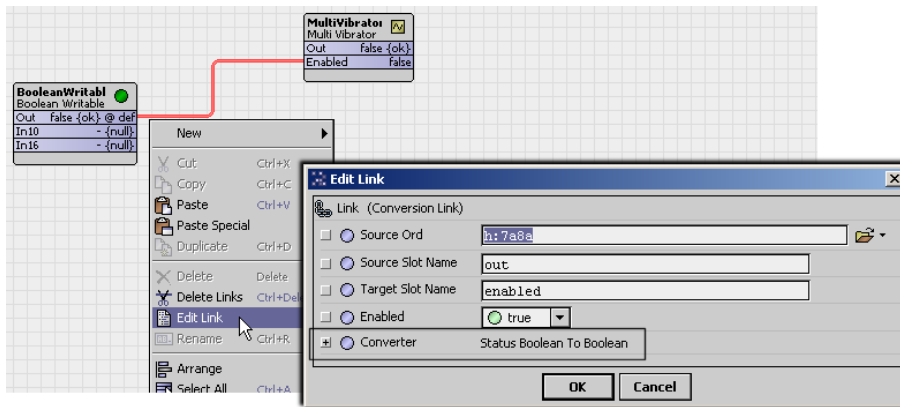 MultiVibrator
Multi Vibrator
Out false {ok}
Enabled false
BooleanWritabl
Boolean Writable
Out false {ok} @ def
In10 - {null}
In16 - {null}
New
Cut Ctrl+X
Copy Ctrl+C
Paste Ctrl+V
Paste Special
Duplicate Ctrl+D
Delete Delete
Delete Links Ctrl+Del
Edit Link
Rename Ctrl+R
Arrange
Select All Ctrl+A
Edit Link
Link (Conversion Link)
Source Ord h:7a8a
Source Slot Name out
Target Slot Name enabled
Enabled true
Converter Status Boolean To Boolean
OK Cancel